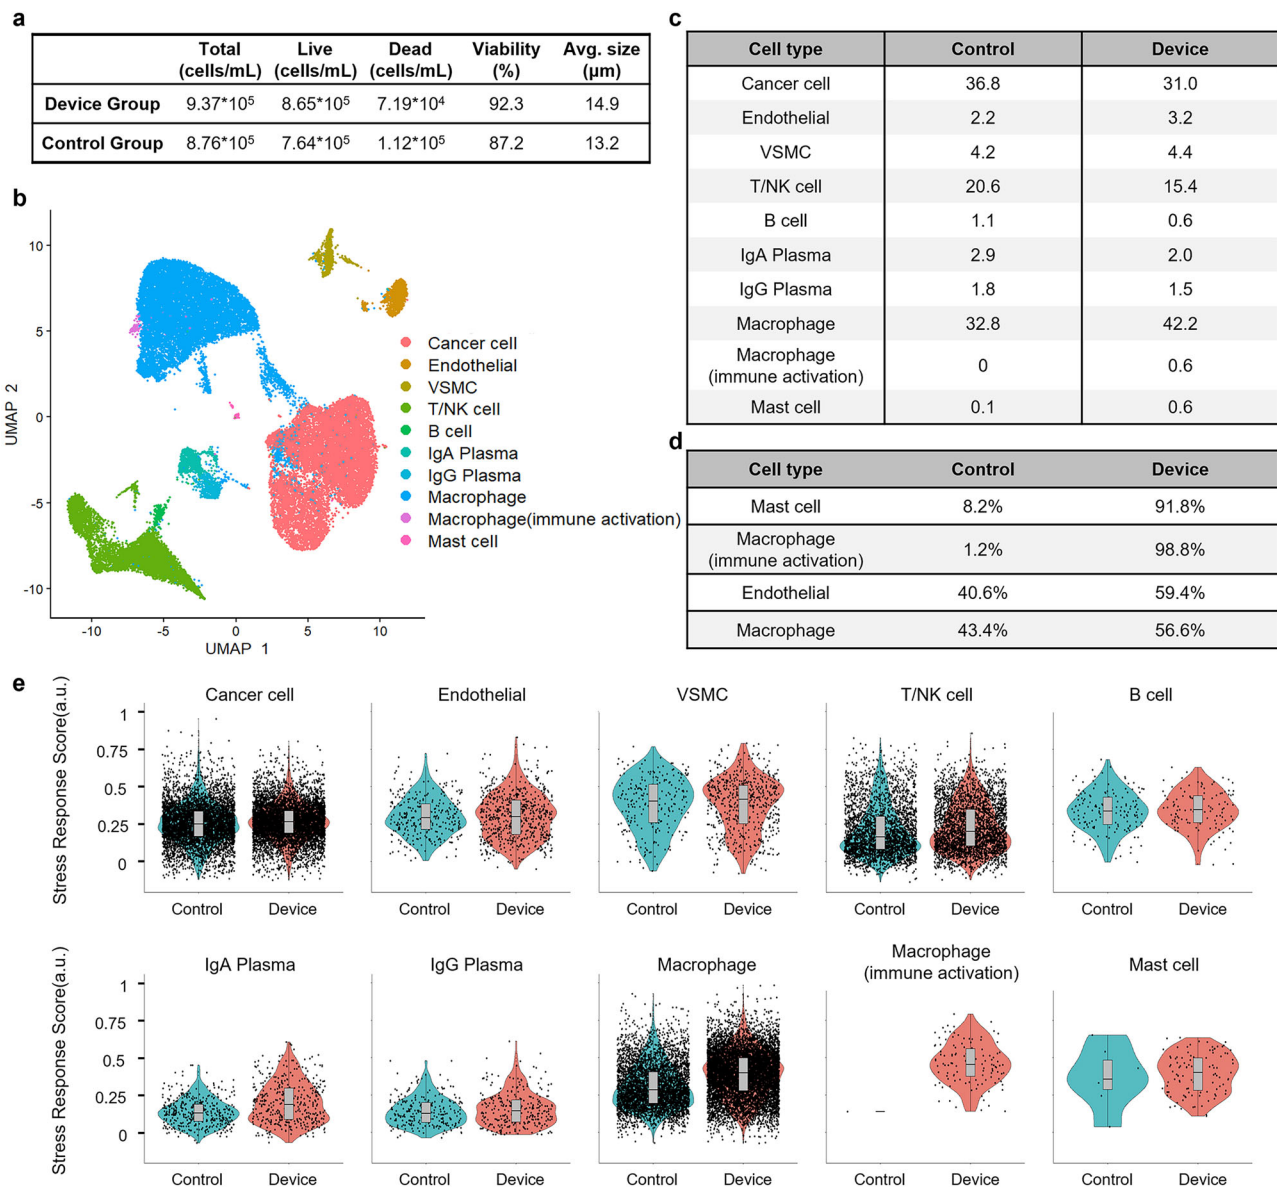 a
Total Live Dead Viability Avg. size
(cells/mL) (cells/mL) (cells/mL) (%) (µm)
Device Group 9.37*10⁵ 8.65*10⁵ 7.19*10⁴ 92.3 14.9
Control Group 8.76*10⁵ 7.64*10⁵ 1.12*10⁵ 87.2 13.2
b
10
5
0
-5
-10
UMAP_2
-10 -5 0 5 10
UMAP_1
Cancer cell
Endothelial
VSMC
T/NK cell
B cell
IgA Plasma
IgG Plasma
Macrophage
Macrophage(immune activation)
Mast cell
c
Cell type Control Device
Cancer cell 36.8 31.0
Endothelial 2.2 3.2
VSMC 4.2 4.4
T/NK cell 20.6 15.4
B cell 1.1 0.6
IgA Plasma 2.9 2.0
IgG Plasma 1.8 1.5
Macrophage 32.8 42.2
Macrophage
(immune activation) 0 0.6
Mast cell 0.1 0.6
d
Cell type Control Device
Mast cell 8.2% 91.8%
Macrophage
(immune activation) 1.2% 98.8%
Endothelial 40.6% 59.4%
Macrophage 43.4% 56.6%
e
Stress Response Score(a.u.)
Cancer cell Endothelial VSMC T/NK cell B cell
1
0.75
0.5
0.25
0
Control Device Control Device Control Device Control Device Control Device
Stress Response Score(a.u.)
IgA Plasma IgG Plasma Macrophage Macrophage
(immune activation) Mast cell
1
0.75
0.5
0.25
0
Control Device Control Device Control Device Control Device Control Device